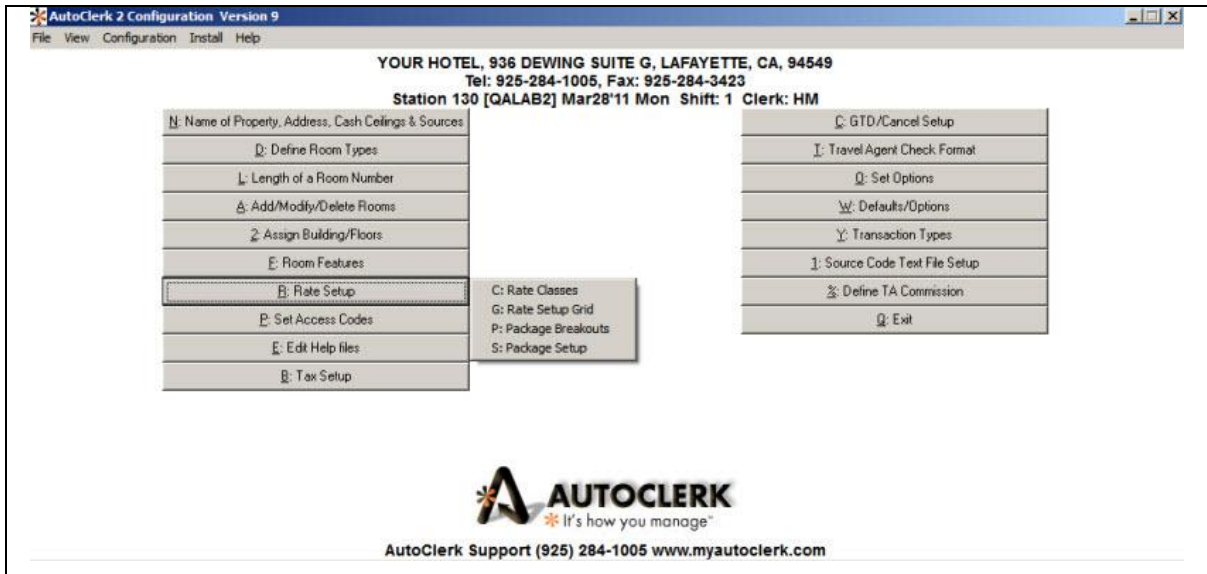 AutoClerk 2 Configuration Version 9
File View Configuration Install Help
YOUR HOTEL, 936 DEWING SUITE G, LAFAYETTE, CA, 94549
Tel: 925-284-1005, Fax: 925-284-3423
Station 130 [QALAB2] Mar28'11 Mon Shift: 1 Clerk: HM
N: Name of Property, Address, Cash Ceilings & Sources
D: Define Room Types
L: Length of a Room Number
A: Add/Modify/Delete Rooms
2: Assign Building/Floors
F: Room Features
R: Rate Setup
P: Set Access Codes
E: Edit Help files
B: Tax Setup
C: Rate Classes
G: Rate Setup Grid
P: Package Breakouts
S: Package Setup
C: GTD/Cancel Setup
T: Travel Agent Check Format
O: Set Options
W: Defaults/Options
Y: Transaction Types
1: Source Code Text File Setup
%: Define TA Commission
Q: Exit
AUTOCLERK
It's how you manage™
AutoClerk Support (925) 284-1005 www.myautoclerk.com